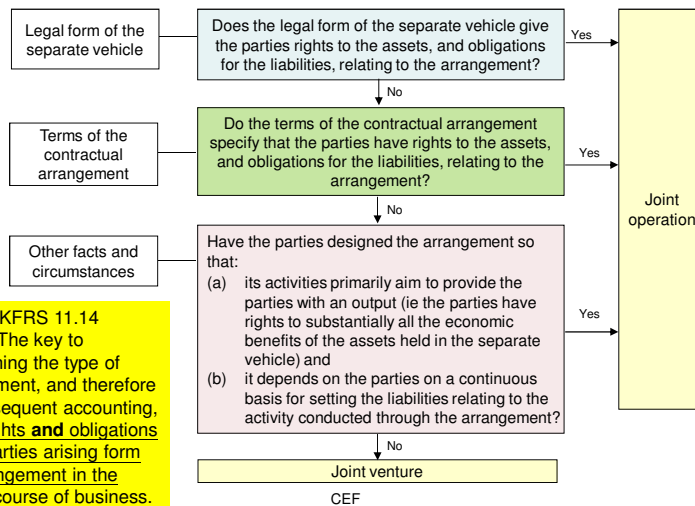 Legal form of the
separate vehicle
Does the legal form of the separate vehicle give
the parties rights to the assets, and obligations
for the liabilities, relating to the arrangement?
Yes
No
Terms of the
contractual
arrangement
Do the terms of the contractual arrangement
specify that the parties have rights to the assets,
and obligations for the liabilities, relating to the
arrangement?
Yes
Joint
operation
No
Other facts and
circumstances
Have the parties designed the arrangement so
that:
(a) its activities primarily aim to provide the
parties with an output (ie the parties have
rights to substantially all the economic
benefits of the assets held in the separate
vehicle) and
(b) it depends on the parties on a continuous
basis for setting the liabilities relating to the
activity conducted through the arrangement?
Yes
No
Joint venture
CEF
KFRS 11.14
The key to
type of
and therefore
accounting,
and obligations
arising form
in the
course of business.